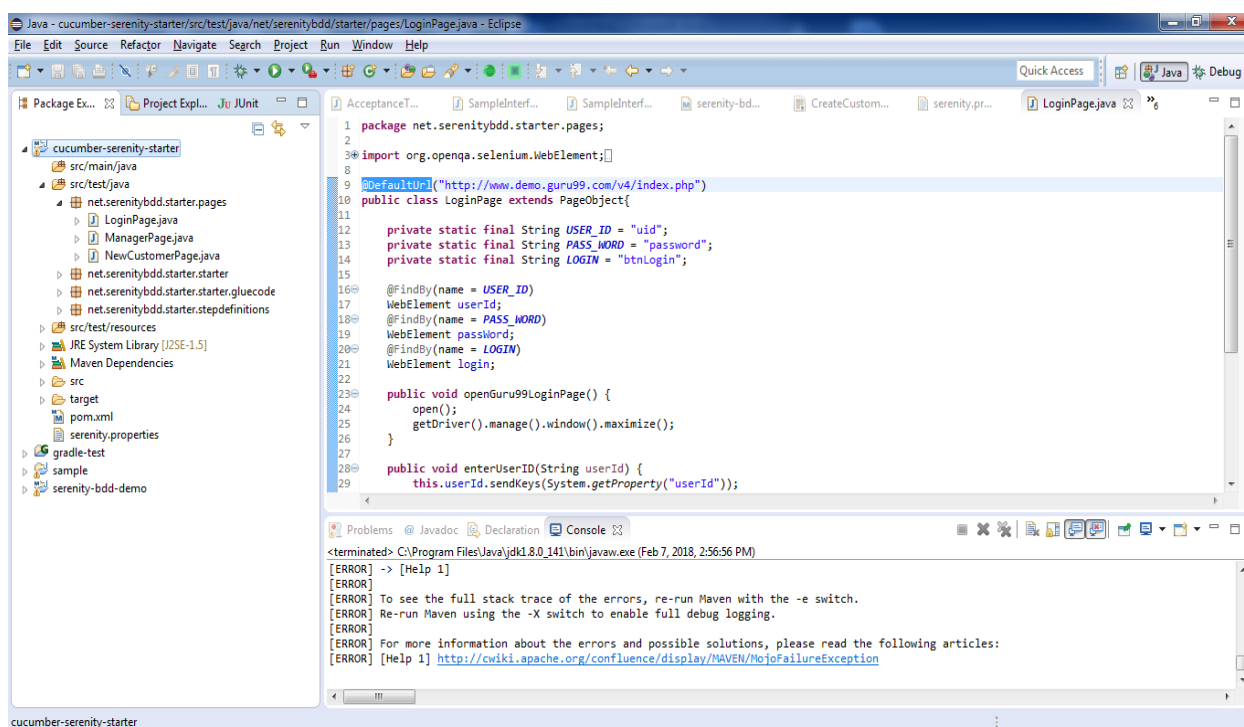 Java - cucumber-serenity-starter/src/test/java/net/serenitybdd/starter/pages/LoginPage.java - Eclipse
File Edit Source Refactor Navigate Search Project Run Window Help
Quick Access Java Debug
Package Ex... Project Expl... JUnit
cucumber-serenity-starter
src/main/java
src/test/java
net.serenitybdd.starter.pages
LoginPage.java
ManagerPage.java
NewCustomerPage.java
net.serenitybdd.starter.starter
net.serenitybdd.starter.starter.gluecode
net.serenitybdd.starter.stepdefinitions
src/test/resources
JRE System Library [J2SE-1.5]
Maven Dependencies
src
target
pom.xml
serenity.properties
gradle-test
sample
serenity-bdd-demo
AcceptanceT... SampleInterf... SampleInterf... serenity-bd... CreateCustom... serenity.pr... LoginPage.java »6
1 package net.serenitybdd.starter.pages;
2
3 import org.openqa.selenium.WebElement;
8
9 @DefaultUrl("http://www.demo.guru99.com/v4/index.php")
10 public class LoginPage extends PageObject{
11
12 private static final String USER_ID = "uid";
13 private static final String PASS_WORD = "password";
14 private static final String LOGIN = "btnLogin";
15
16 @FindBy(name = USER_ID)
17 WebElement userId;
18 @FindBy(name = PASS_WORD)
19 WebElement passWord;
20 @FindBy(name = LOGIN)
21 WebElement login;
22
23 public void openGuru99LoginPage() {
24 open();
25 getDriver().manage().window().maximize();
26 }
27
28 public void enterUserID(String userId) {
29 this.userId.sendKeys(System.getProperty("userId"));
Problems @ Javadoc Declaration Console
<terminated> C:\Program Files\Java\jdk1.8.0_141\bin\javaw.exe (Feb 7, 2018, 2:56:56 PM)
[ERROR] -> [Help 1]
[ERROR]
[ERROR] To see the full stack trace of the errors, re-run Maven with the -e switch.
[ERROR] Re-run Maven using the -X switch to enable full debug logging.
[ERROR]
[ERROR] For more information about the errors and possible solutions, please read the following articles:
[ERROR] [Help 1] http://cwiki.apache.org/confluence/display/MAVEN/MojoFailureException
cucumber-serenity-starter